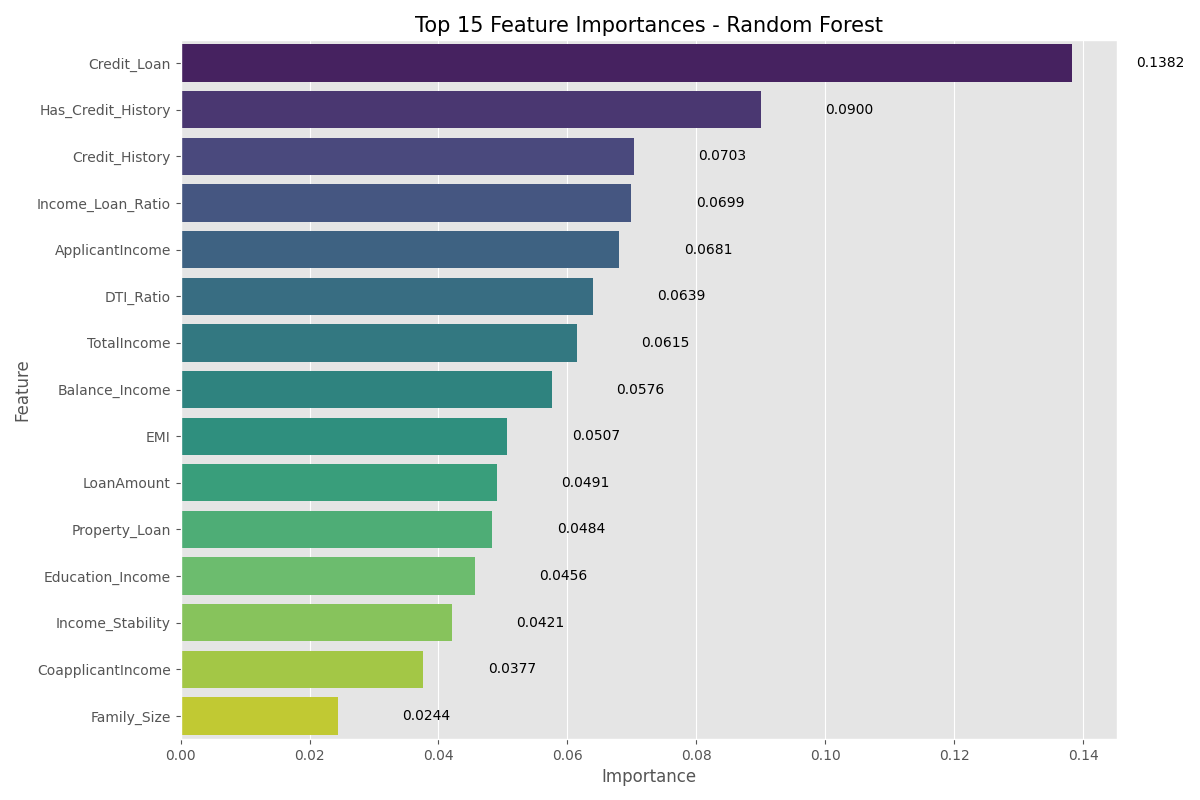 Top 15 Feature Importances - Random Forest
Credit_Loan 0.1382
Has_Credit_History 0.0900
Credit_History 0.0703
Income_Loan_Ratio 0.0699
ApplicantIncome 0.0681
DTI_Ratio 0.0639
TotalIncome 0.0615
Balance_Income 0.0576
EMI 0.0507
LoanAmount 0.0491
Property_Loan 0.0484
Education_Income 0.0456
Income_Stability 0.0421
CoapplicantIncome 0.0377
Family_Size 0.0244
Feature
0.00 0.02 0.04 0.06 0.08 0.10 0.12 0.14
Importance